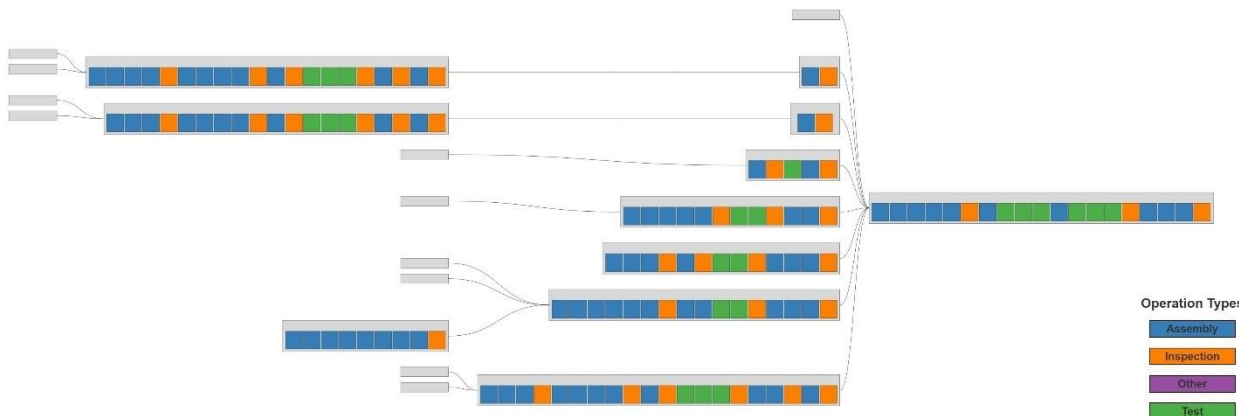 Operation Types
Assembly
Inspection
Other
Test